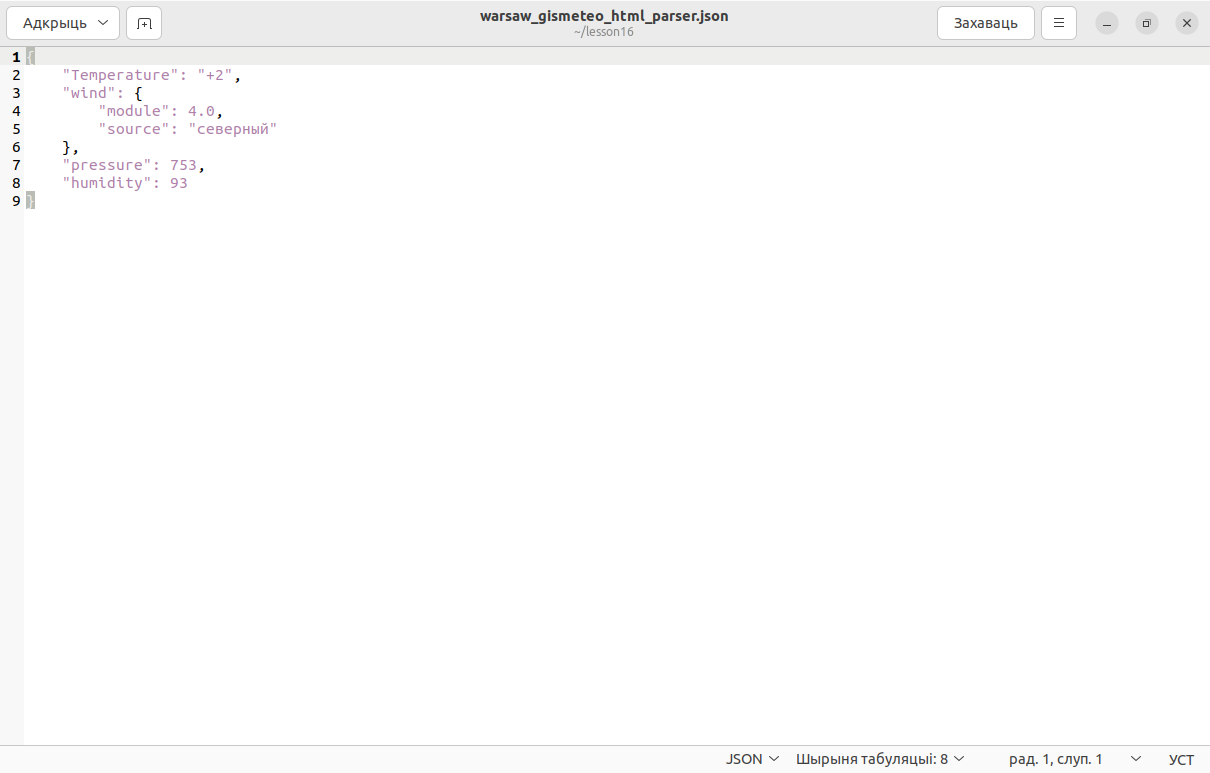 Адкрыць
warsaw_gismeteo_html_parser.json
~/lesson16
Захаваць
1 {
2 "Temperature": "+2",
3 "wind": {
4 "module": 4.0,
5 "source": "северный"
6 },
7 "pressure": 753,
8 "humidity": 93
9 }
JSON Шырыня табуляцыі: 8 рад. 1, слуп. 1 УСТ